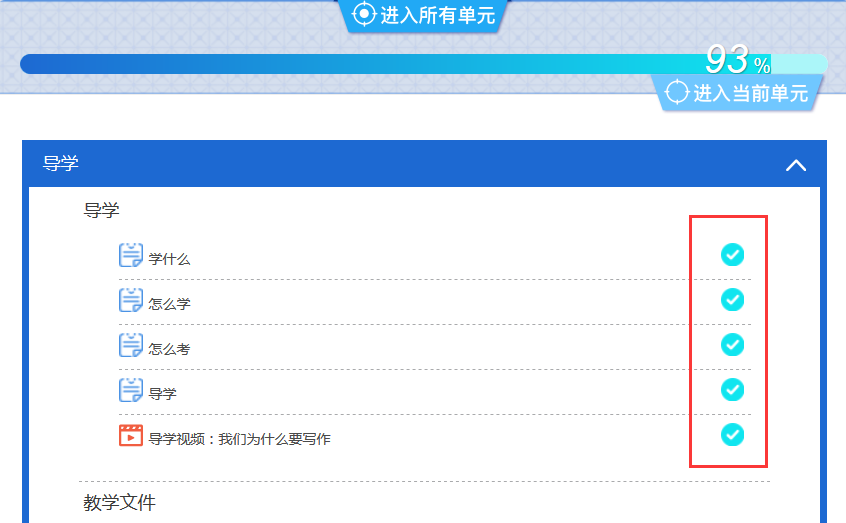 进入所有单元
93%
进入当前单元
导学
导学
学什么
怎么学
怎么考
导学
导学视频：我们为什么要写作
教学文件